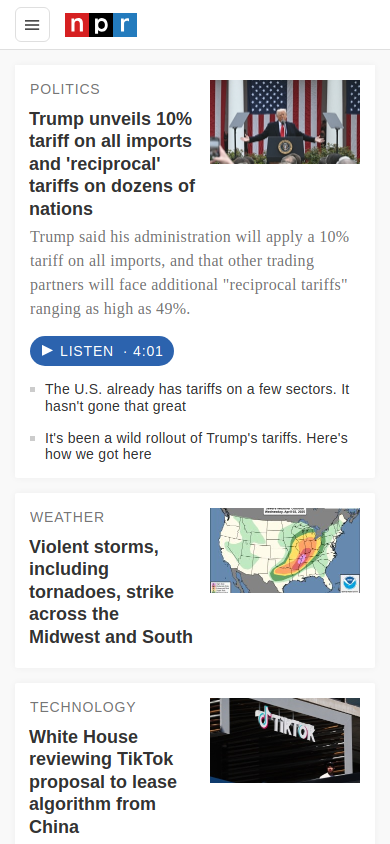 npr
POLITICS
Trump unveils 10%
tariff on all imports
and 'reciprocal'
tariffs on dozens of
nations
Trump said his administration will apply a 10%
tariff on all imports, and that other trading
partners will face additional "reciprocal tariffs"
ranging as high as 49%.
LISTEN · 4:01
The U.S. already has tariffs on a few sectors. It
hasn't gone that great
It's been a wild rollout of Trump's tariffs. Here's
how we got here
WEATHER
Violent storms,
including
tornadoes, strike
across the
Midwest and South
TECHNOLOGY
White House
reviewing TikTok
proposal to lease
algorithm from
China
TikTok